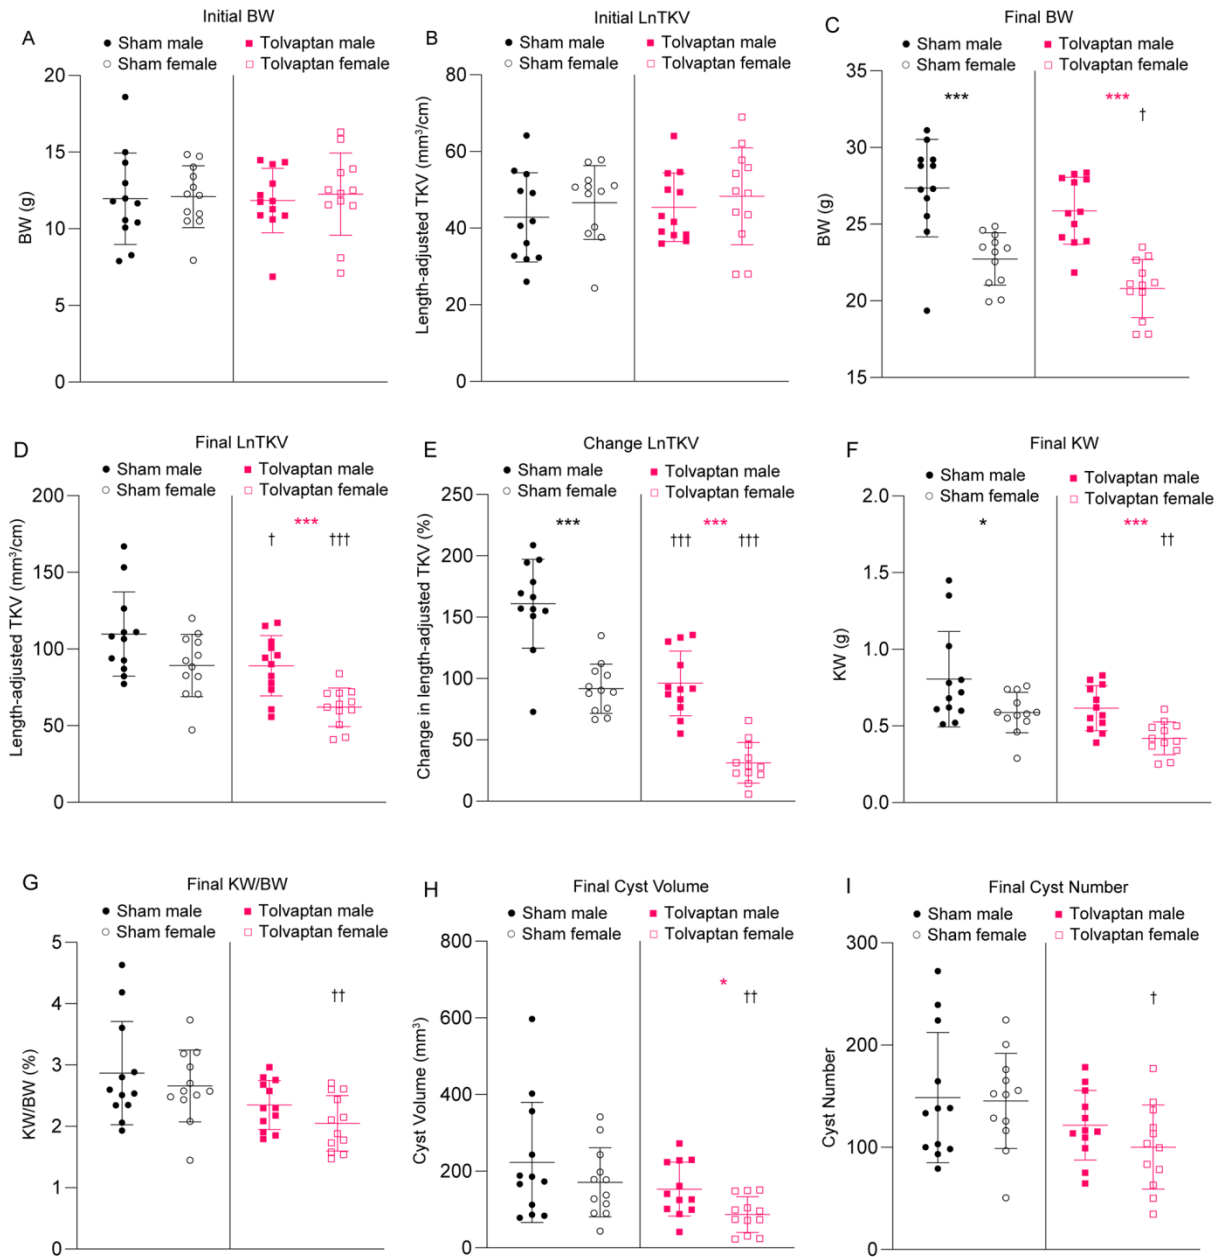 A
Initial BW
Sham male
Tolvaptan male
Sham female
Tolvaptan female
BW (g)
20
15
10
5
0
B
Initial LnTKV
Sham male
Tolvaptan male
Sham female
Tolvaptan female
Length-adjusted TKV (mm³/cm)
80
60
40
20
0
C
Final BW
Sham male
Tolvaptan male
Sham female
Tolvaptan female
BW (g)
35
30
25
20
15
***
***
†
D
Final LnTKV
Sham male
Tolvaptan male
Sham female
Tolvaptan female
Length-adjusted TKV (mm³/cm)
200
150
100
50
0
***
†
†††
E
Change LnTKV
Sham male
Tolvaptan male
Sham female
Tolvaptan female
Change in length-adjusted TKV (%)
250
200
150
100
50
0
***
***
†††
†††
F
Final KW
Sham male
Tolvaptan male
Sham female
Tolvaptan female
KW (g)
2.0
1.5
1.0
0.5
0.0
*
***
††
G
Final KW/BW
Sham male
Tolvaptan male
Sham female
Tolvaptan female
KW/BW (%)
5
4
3
2
1
0
††
H
Final Cyst Volume
Sham male
Tolvaptan male
Sham female
Tolvaptan female
Cyst Volume (mm³)
800
600
400
200
0
*
††
I
Final Cyst Number
Sham male
Tolvaptan male
Sham female
Tolvaptan female
Cyst Number
300
200
100
0
†